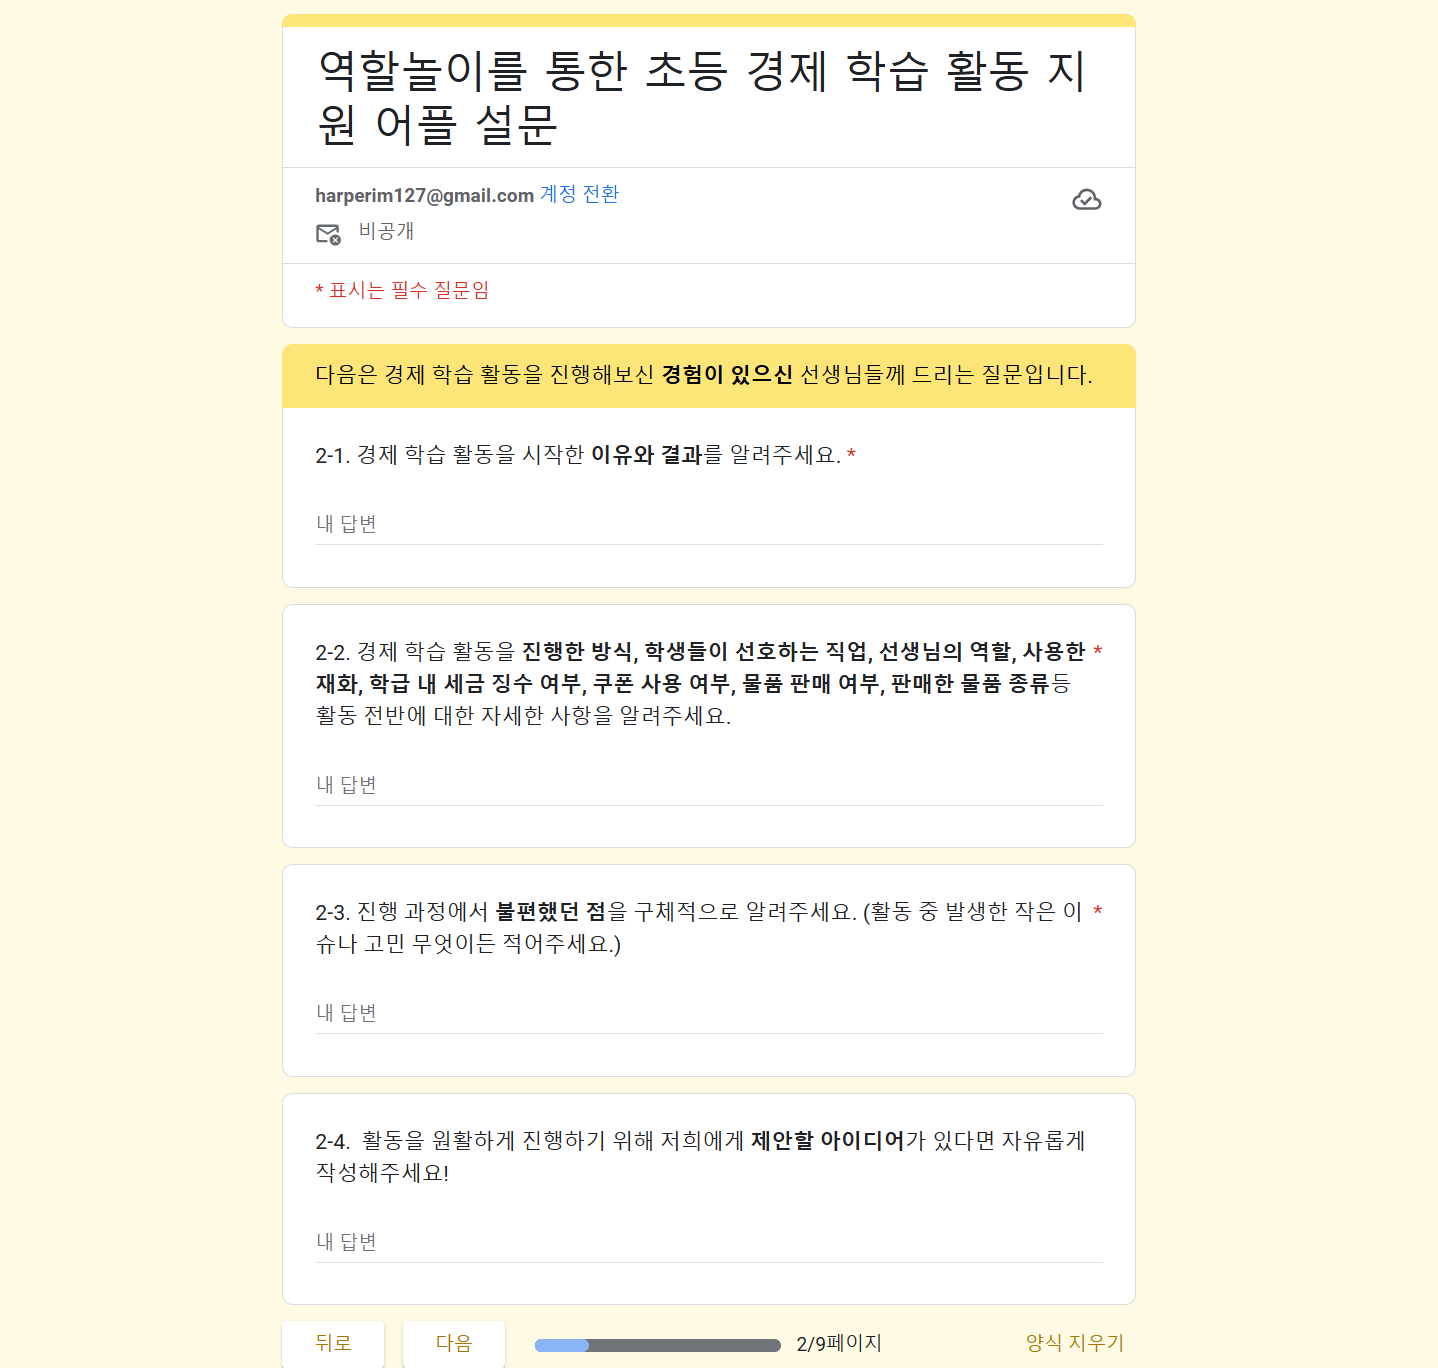 역할놀이를 통한 초등 경제 학습 활동 지
원 어플 설문
harperim127@gmail.com 계정 전환
비공개
* 표시는 필수 질문임
다음은 경제 학습 활동을 진행해보신 경험이 있으신 선생님들께 드리는 질문입니다.
2-1. 경제 학습 활동을 시작한 이유와 결과를 알려주세요. *
내 답변
2-2. 경제 학습 활동을 진행한 방식, 학생들이 선호하는 직업, 선생님의 역할, 사용한 *
재화, 학급 내 세금 징수 여부, 쿠폰 사용 여부, 물품 판매 여부, 판매한 물품 종류등
활동 전반에 대한 자세한 사항을 알려주세요.
내 답변
2-3. 진행 과정에서 불편했던 점을 구체적으로 알려주세요. (활동 중 발생한 작은 이 *
슈나 고민 무엇이든 적어주세요.)
내 답변
2-4.  활동을 원활하게 진행하기 위해 저희에게 제안할 아이디어가 있다면 자유롭게
작성해주세요!
내 답변
뒤로 다음 2/9페이지 양식 지우기